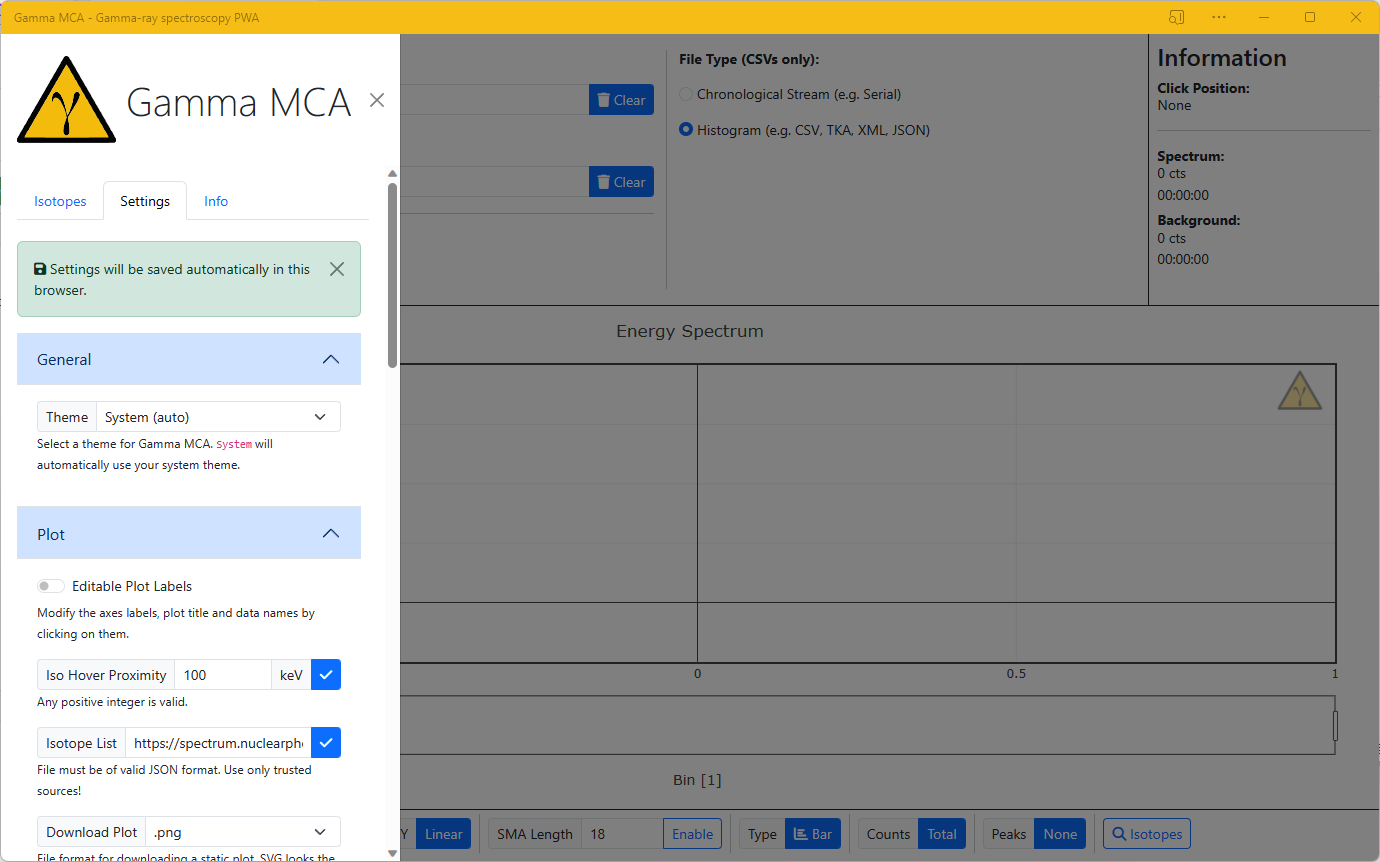 Gamma MCA - Gamma-ray spectroscopy PWA
Gamma MCA
Isotopes
Settings
Info
Settings will be saved automatically in this
browser.
General
Theme
System (auto)
Select a theme for Gamma MCA. System will
automatically use your system theme.
Plot
Editable Plot Labels
Modify the axes labels, plot title and data names by
clicking on them.
Iso Hover Proximity
100
keV
Any positive integer is valid.
Isotope List
https://spectrum.nuclearph
File must be of valid JSON format. Use only trusted
sources!
Download Plot
.png
File format for downloading a static plot. SVG looks the
Clear
Clear
File Type (CSVs only):
Chronological Stream (e.g. Serial)
Histogram (e.g. CSV, TKA, XML, JSON)
Information
Click Position:
None
Spectrum:
0 cts
00:00:00
Background:
0 cts
00:00:00
Energy Spectrum
γ
0
0.5
1
Bin [1]
Y
Linear
SMA Length
18
Enable
Type
Bar
Counts
Total
Peaks
None
Isotopes